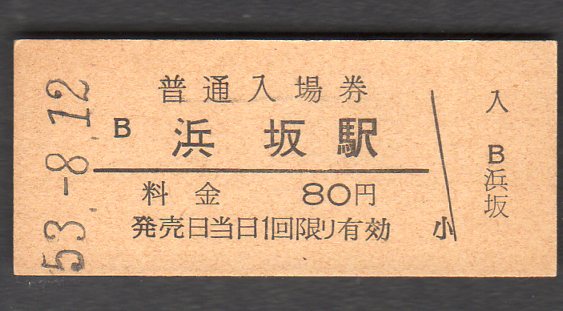 53.-8.12
普通入場券
B 浜坂駅
料金 80円
発売日当日1回限り有効
小
入
B
浜坂